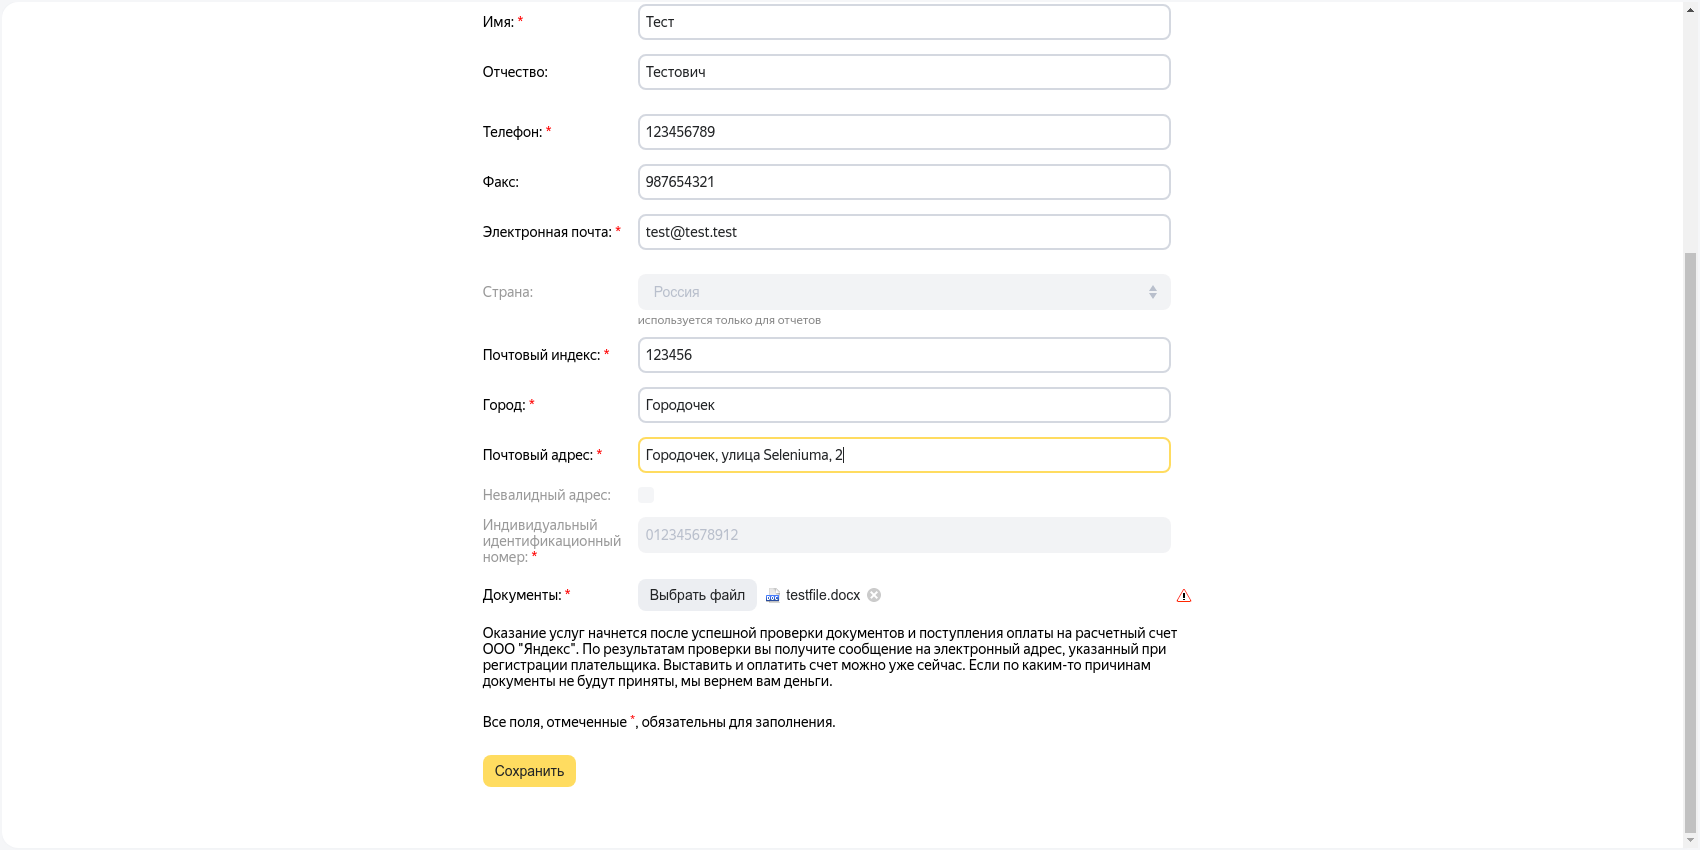 Имя: * Тест
Отчество: Тестович
Телефон: * 123456789
Факс: 987654321
Электронная почта: * test@test.test
Страна: Россия
используется только для отчетов
Почтовый индекс: * 123456
Город: * Городочек
Почтовый адрес: * Городочек, улица Seleniuma, 2
Невалидный адрес:
Индивидуальный
идентификационный
номер: * 012345678912
Документы: * Выбрать файл DOC testfile.docx
Оказание услуг начнется после успешной проверки документов и поступления оплаты на расчетный счет
ООО "Яндекс". По результатам проверки вы получите сообщение на электронный адрес, указанный при
регистрации плательщика. Выставить и оплатить счет можно уже сейчас. Если по каким-то причинам
документы не будут приняты, мы вернем вам деньги.
Все поля, отмеченные *, обязательны для заполнения.
Сохранить